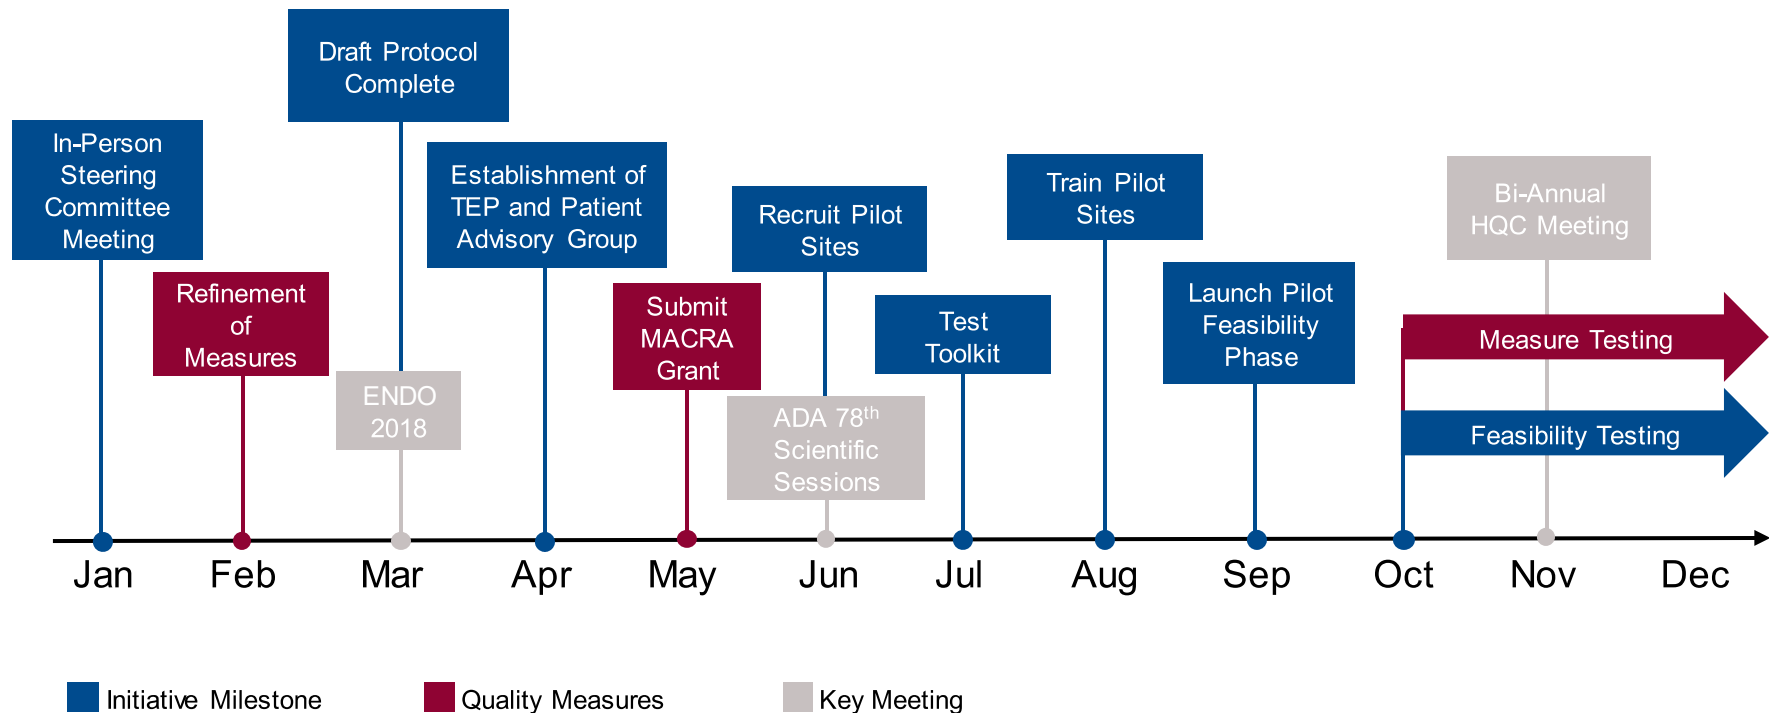 Draft Protocol
Complete
In-Person
Steering
Committee
Meeting
Establishment of
TEP and Patient
Advisory Group
Train Pilot
Sites
Bi-Annual
HQC Meeting
Recruit Pilot
Sites
Refinement
of
Measures
Submit
MACRA
Grant
Test
Toolkit
Launch Pilot
Feasibility
Phase
Measure Testing
ENDO
2018
ADA 78th
Scientific
Sessions
Feasibility Testing
Jan Feb Mar Apr May Jun Jul Aug Sep Oct Nov Dec
Initiative Milestone Quality Measures Key Meeting